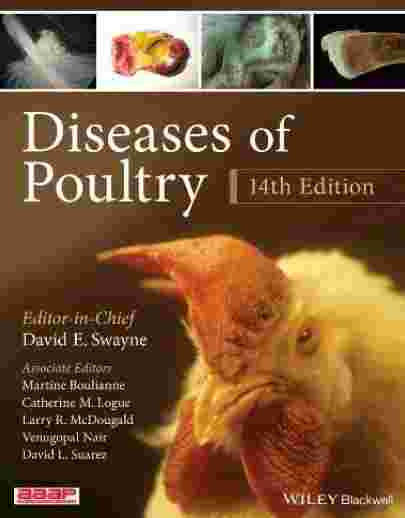 Diseases of
Poultry
14th Edition
Editor-in-Chief
David E. Swayne
Associate Editors
Martine Boulianne
Catherine M. Logue
Larry R. McDougald
Venugopal Nair
David L. Suarez
aaap
WILEY Blackwell